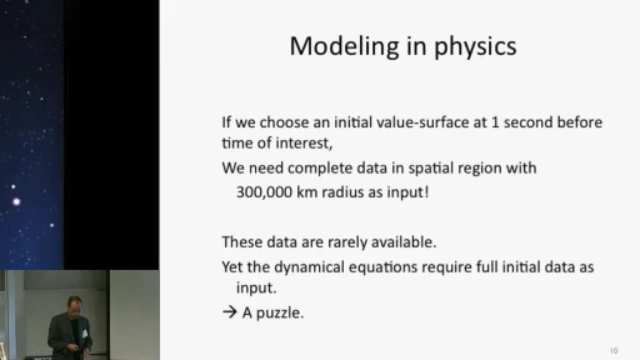 Modeling in physics
If we choose an initial value-surface at 1 second before
time of interest,
We need complete data in spatial region with
300,000 km radius as input!
These data are rarely available.
Yet the dynamical equations require full initial data as
input.
→ A puzzle.
10